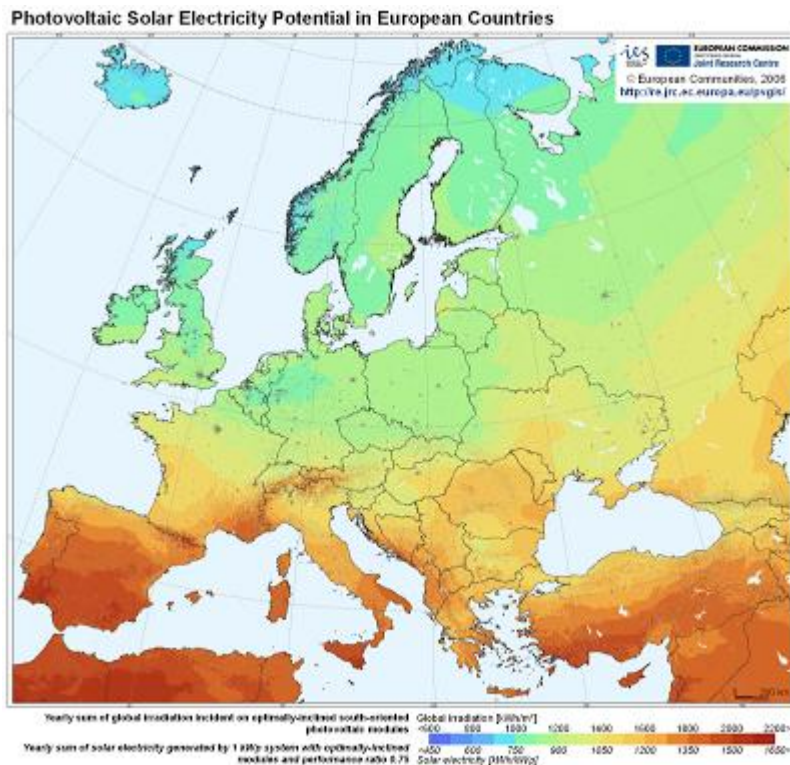 Photovoltaic Solar Electricity Potential in European Countries
EUROPEAN COMMISSION
Joint Research Centre
© European Communities, 2006
http://re.jrc.ec.europa.eu/pvgis/
Yearly sum of global irradiation incident on optimally-inclined south-oriented
photovoltaic modules
Global irradiation [kWh/m²]
<600 800 1000 1200 1400 1600 1800 2000 2200>
Yearly sum of solar electricity generated by 1 kWp system with optimally-inclined
modules and performance ratio 0.75
<450 600 750 900 1050 1200 1350 1500 1650>
Solar electricity [kWh/kWp]